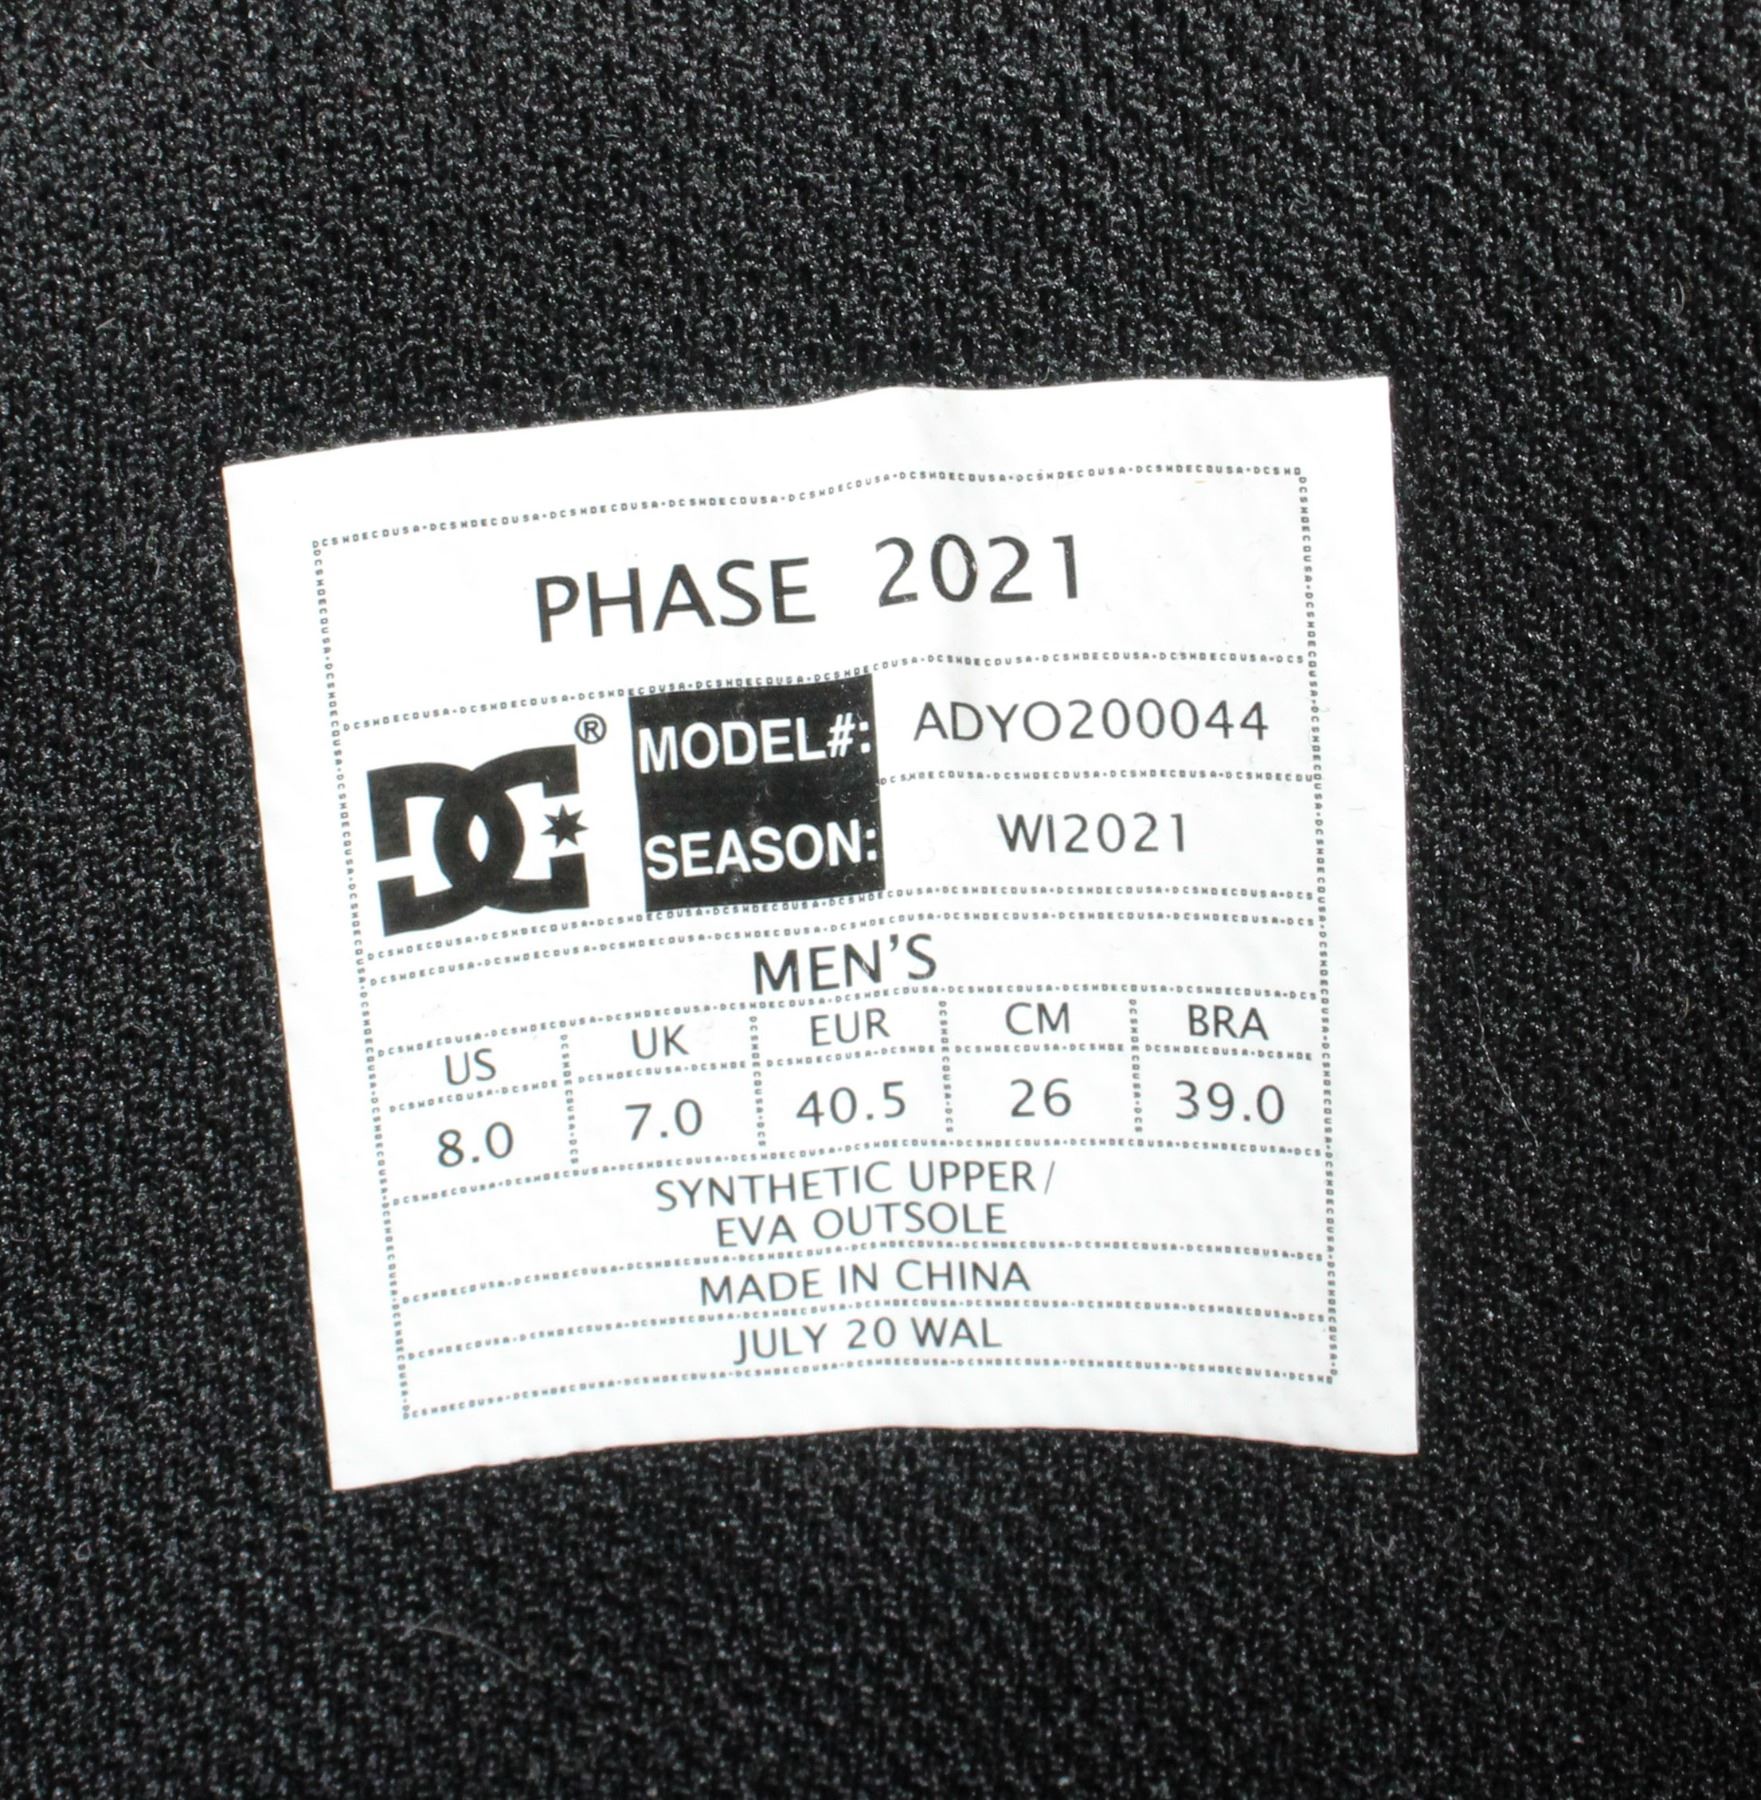 PHASE 2021
DC®
MODEL#: ADYO200044
SEASON: WI2021
MEN'S
US UK EUR CM BRA
8.0 7.0 40.5 26 39.0
SYNTHETIC UPPER/
EVA OUTSOLE
MADE IN CHINA
JULY 20 WAL